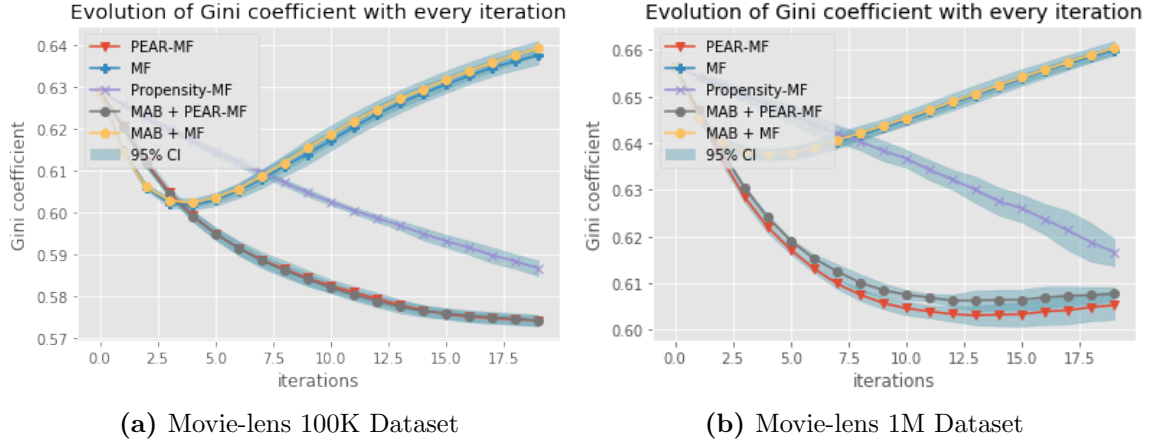 Evolution of Gini coefficient with every iteration
0.64
0.63
0.62
0.61
0.60
0.59
0.58
0.57
Gini coefficient
PEAR-MF
MF
Propensity-MF
MAB + PEAR-MF
MAB + MF
95% CI
0.0 2.5 5.0 7.5 10.0 12.5 15.0 17.5
iterations
(a) Movie-lens 100K Dataset
Evolution of Gini coefficient with every iteration
0.66
0.65
0.64
0.63
0.62
0.61
0.60
Gini coefficient
PEAR-MF
MF
Propensity-MF
MAB + PEAR-MF
MAB + MF
95% CI
0.0 2.5 5.0 7.5 10.0 12.5 15.0 17.5
iterations
(b) Movie-lens 1M Dataset